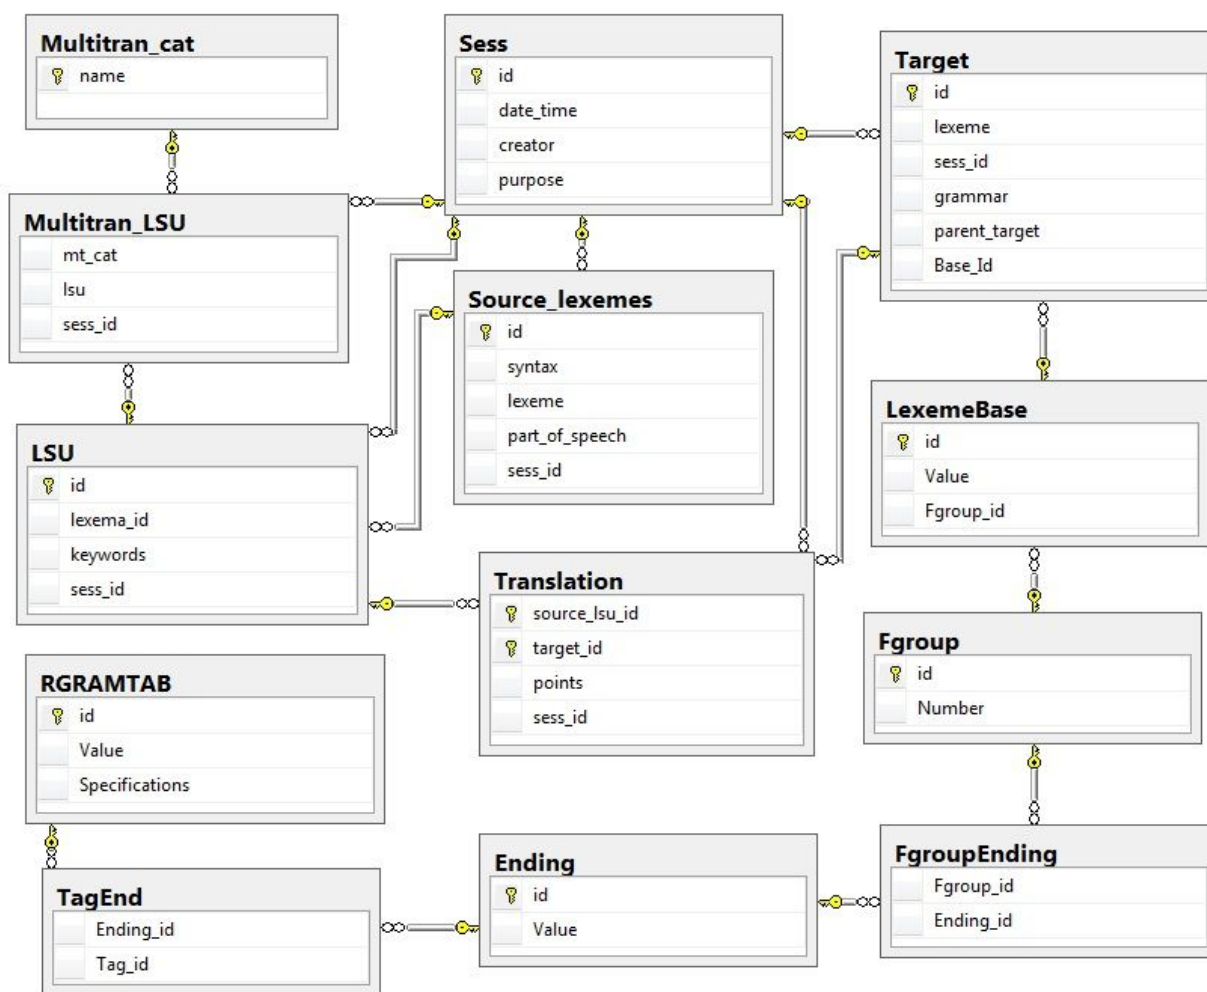 Multitran_cat
name
Sess
id
date_time
creator
purpose
Target
id
lexeme
sess_id
grammar
parent_target
Base_Id
Multitran_LSU
mt_cat
lsu
sess_id
Source_lexemes
id
syntax
lexeme
part_of_speech
sess_id
LexemeBase
id
Value
Fgroup_id
LSU
id
lexema_id
keywords
sess_id
Translation
source_lsu_id
target_id
points
sess_id
Fgroup
id
Number
RGRAMTAB
id
Value
Specifications
TagEnd
Ending_id
Tag_id
Ending
id
Value
FgroupEnding
Fgroup_id
Ending_id